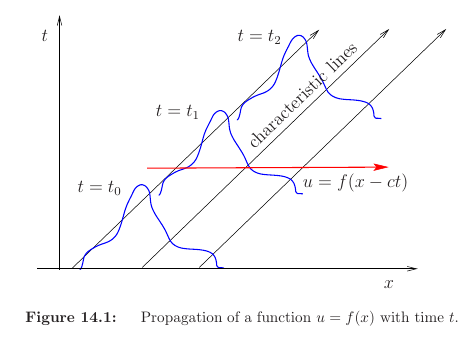 t
t = t₂
characteristic lines
t = t₁
u = f(x − ct)
t = t₀
x
Figure 14.1: Propagation of a function u = f(x) with time t.